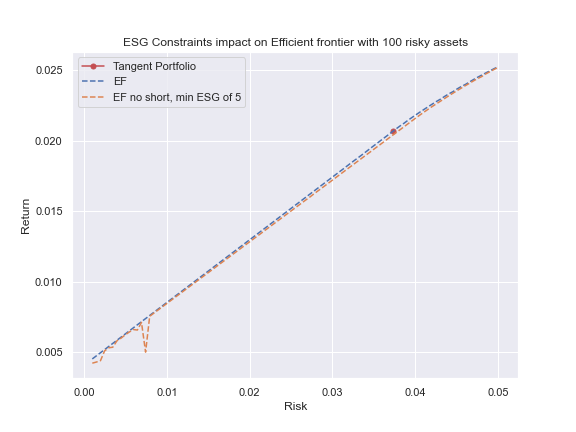 ESG Constraints impact on Efficient frontier with 100 risky assets
Tangent Portfolio
EF
EF no short, min ESG of 5
0.025
0.020
0.015
0.010
0.005
Return
0.00 0.01 0.02 0.03 0.04 0.05
Risk